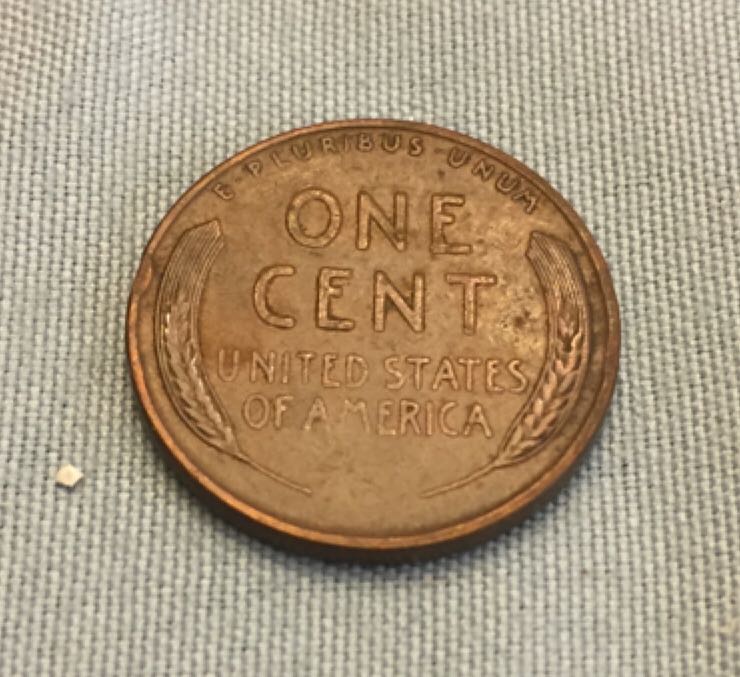 E·PLURIBUS·UNUM
ONE
CENT
UNITED STATES
OF AMERICA